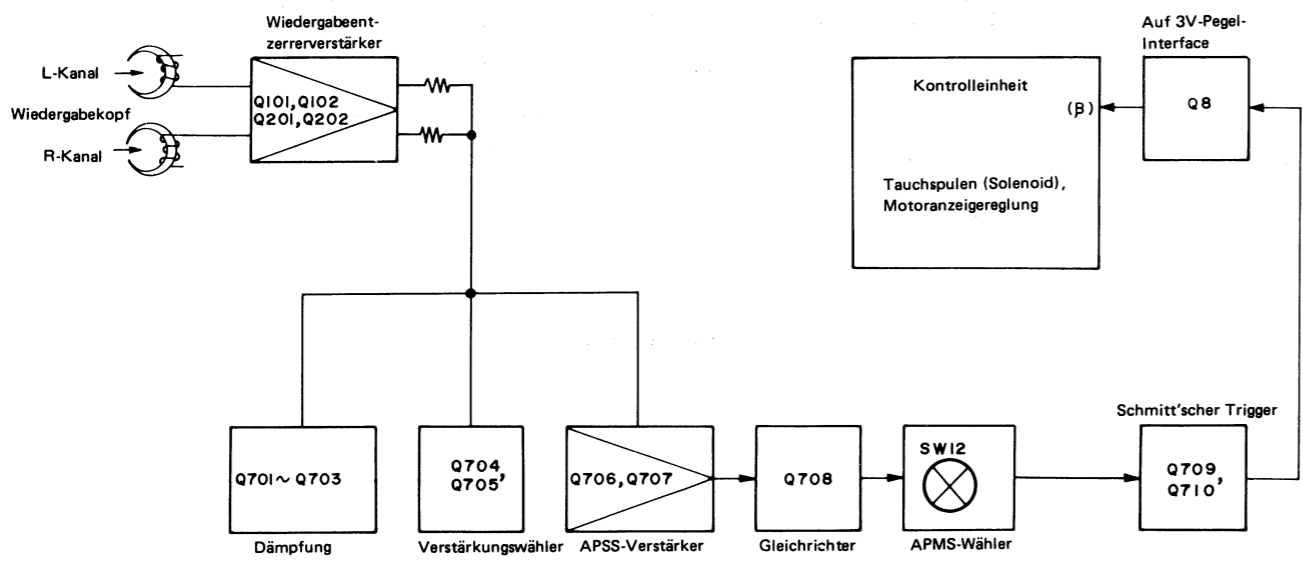 Wiedergabeent-
zerrerverstärker
L-Kanal
Wiedergabekopf
R-Kanal
Q101,Q102
Q201,Q202
Auf 3V-Pegel-
Interface
Kontrolleinheit
(β)
Q8
Tauchspulen (Solenoid),
Motoranzeigereglung
Schmitt'scher Trigger
Q701~Q703
Q704,
Q705
Q706,Q707
Q708
SW12
Q709,
Q710
Dämpfung
Verstärkungswähler
APSS-Verstärker
Gleichrichter
APMS-Wähler